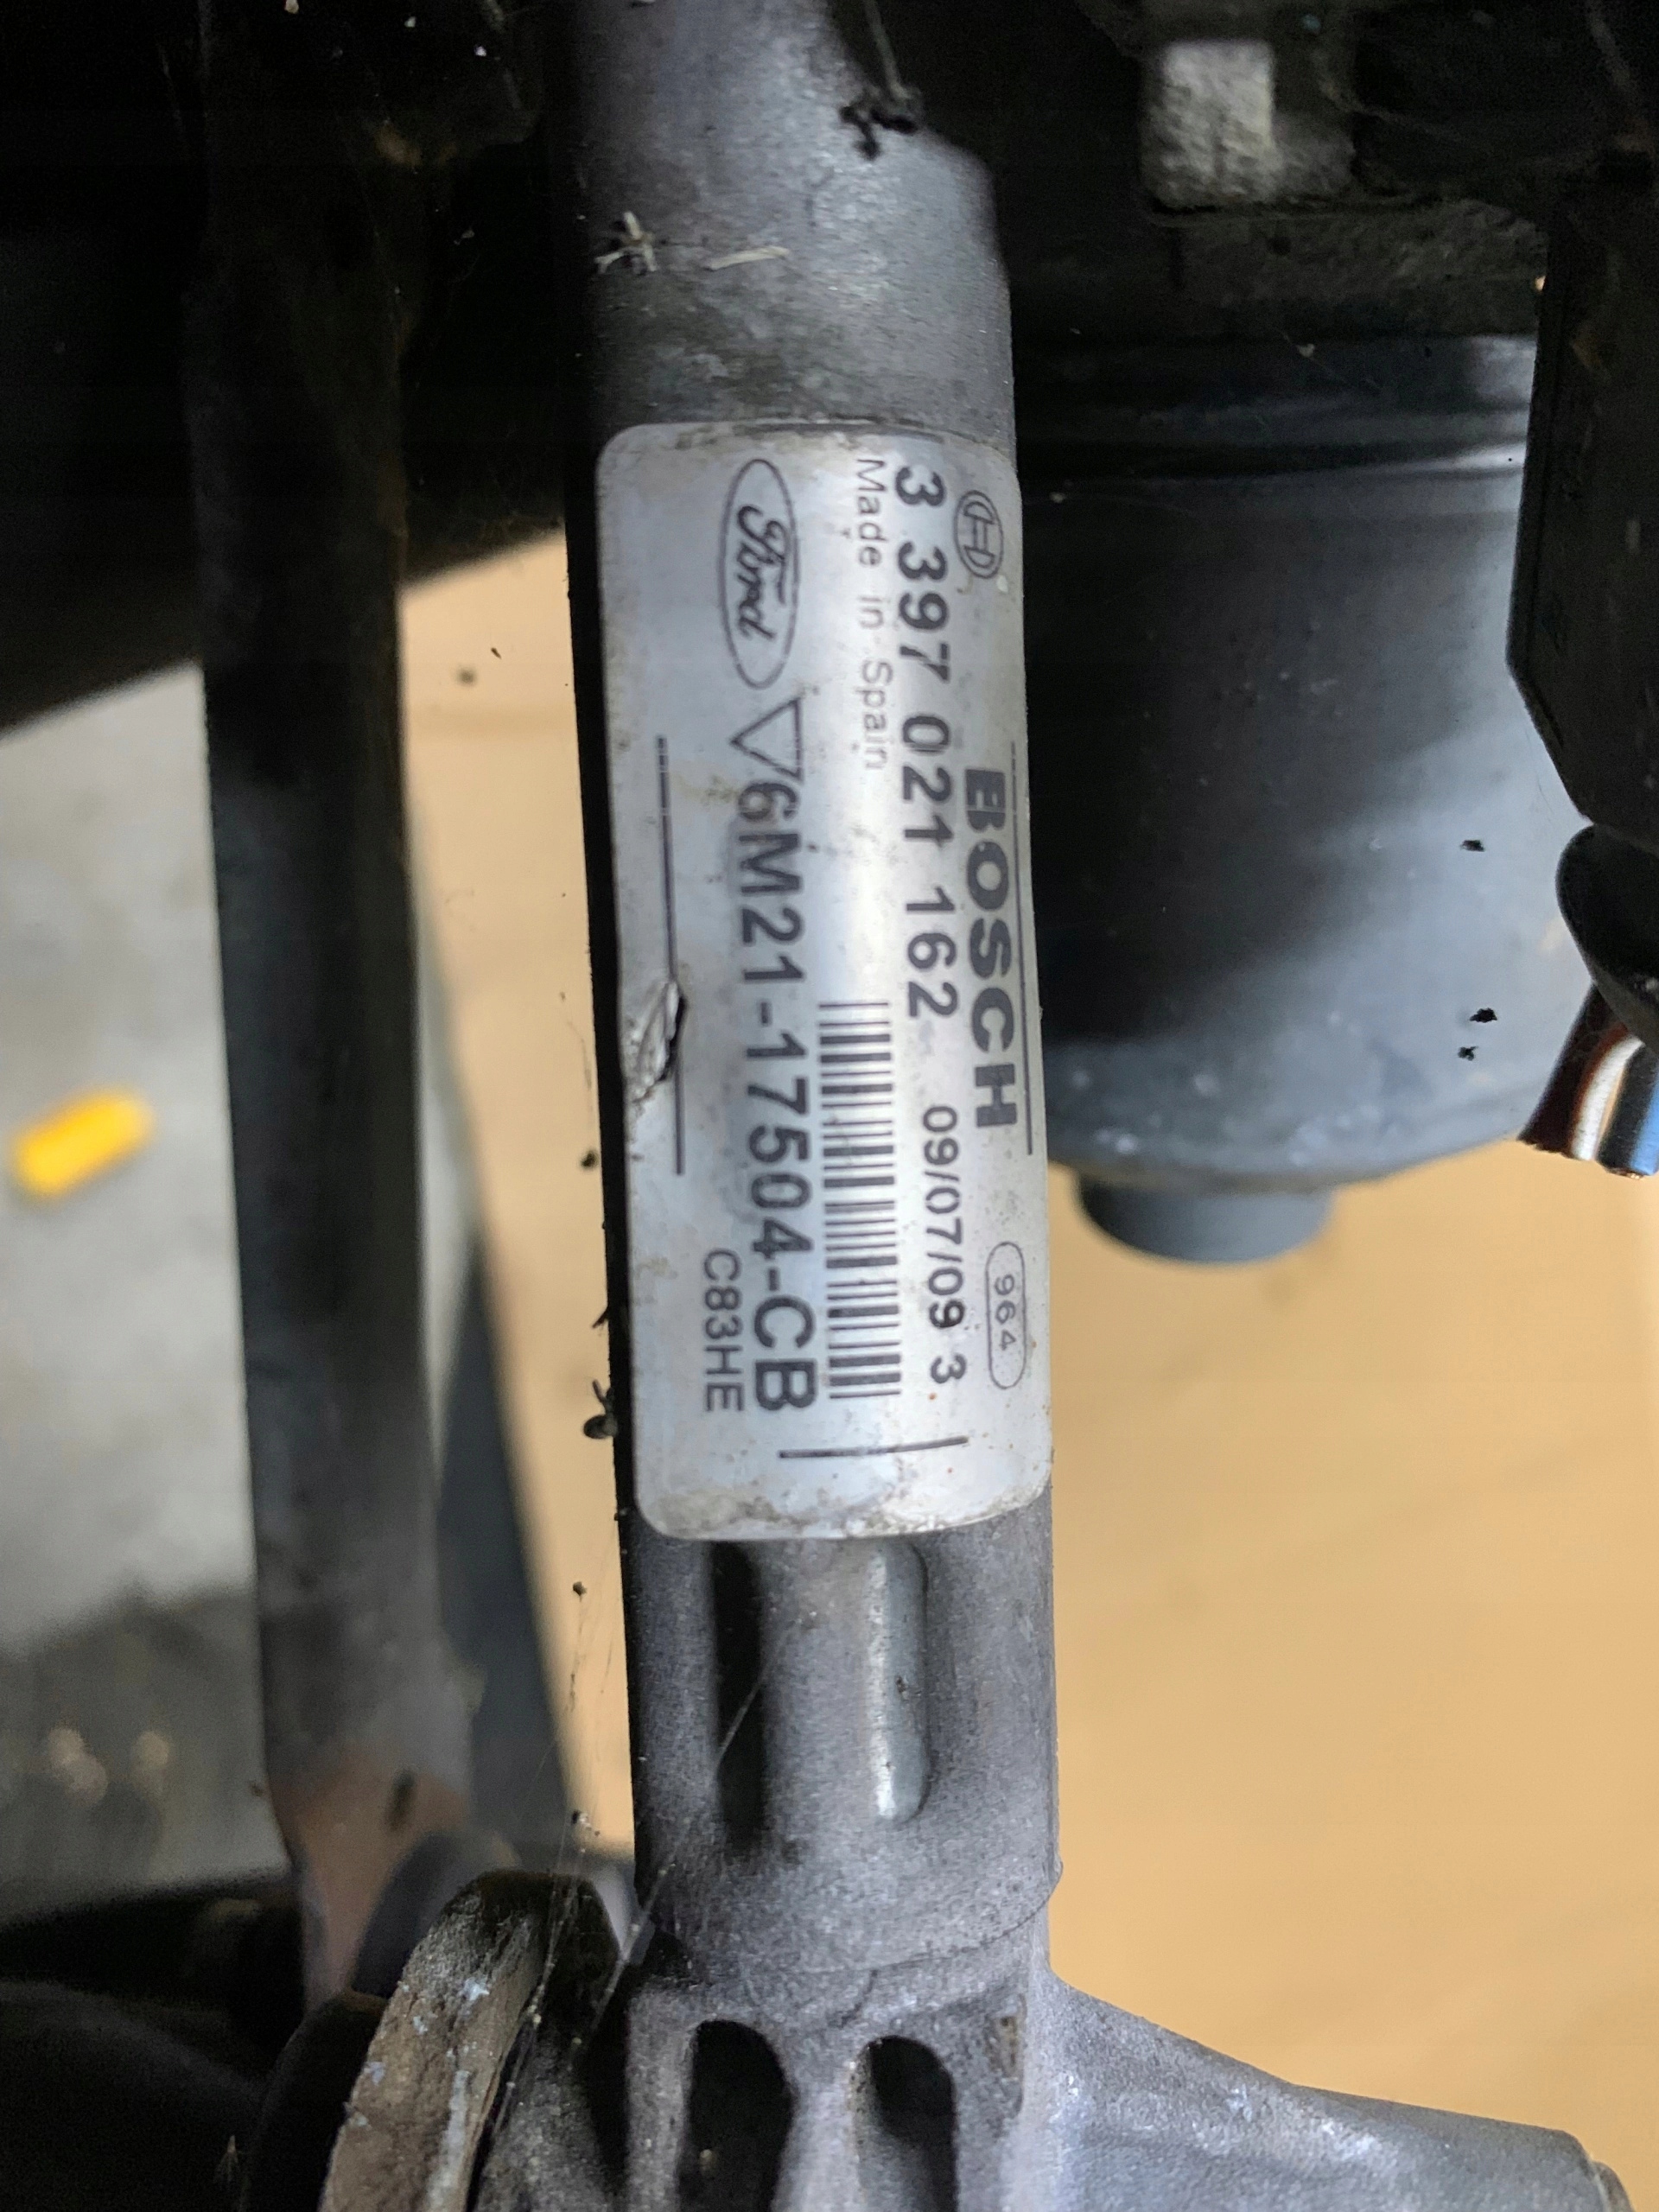 BOSCH 964
3 397 021 162 09/07/09 3
Made in Spain
Ford 6M21-17504-CB
C83HE